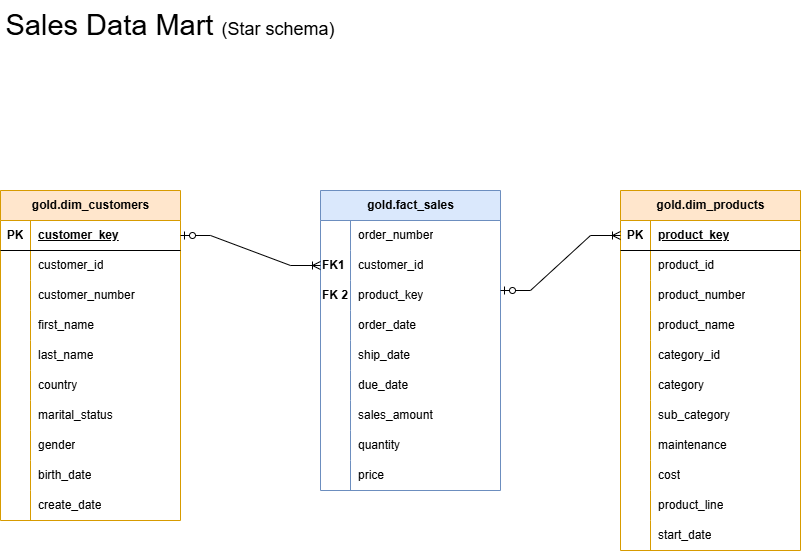 Sales Data Mart (Star schema)
gold.dim_customers
PK customer_key
customer_id
customer_number
first_name
last_name
country
marital_status
gender
birth_date
create_date
gold.fact_sales
order_number
FK1 customer_id
FK 2 product_key
order_date
ship_date
due_date
sales_amount
quantity
price
gold.dim_products
PK product_key
product_id
product_number
product_name
category_id
category
sub_category
maintenance
cost
product_line
start_date